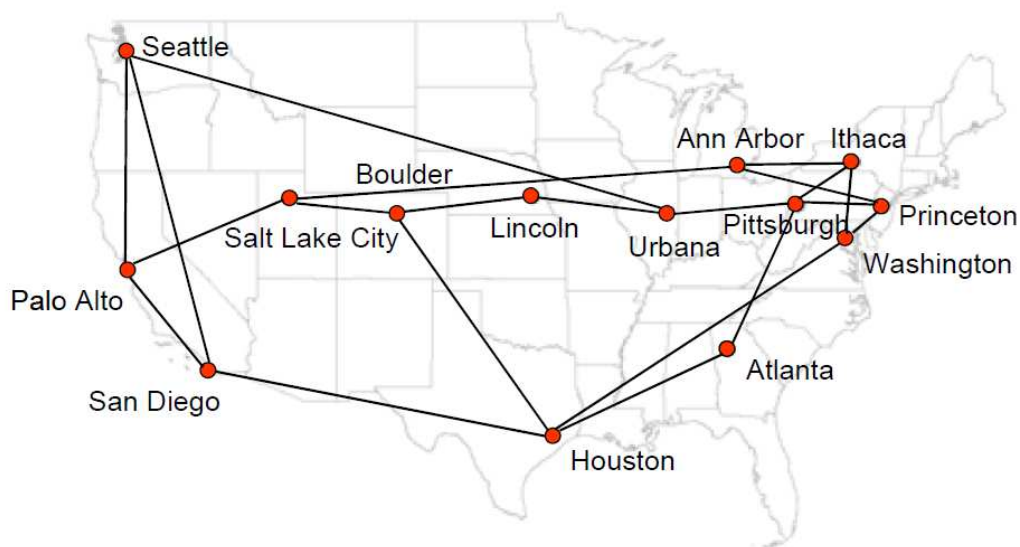 Seattle
Ann Arbor
Ithaca
Boulder
Salt Lake City
Lincoln
Urbana
Pittsburgh
Princeton
Washington
Palo Alto
San Diego
Atlanta
Houston